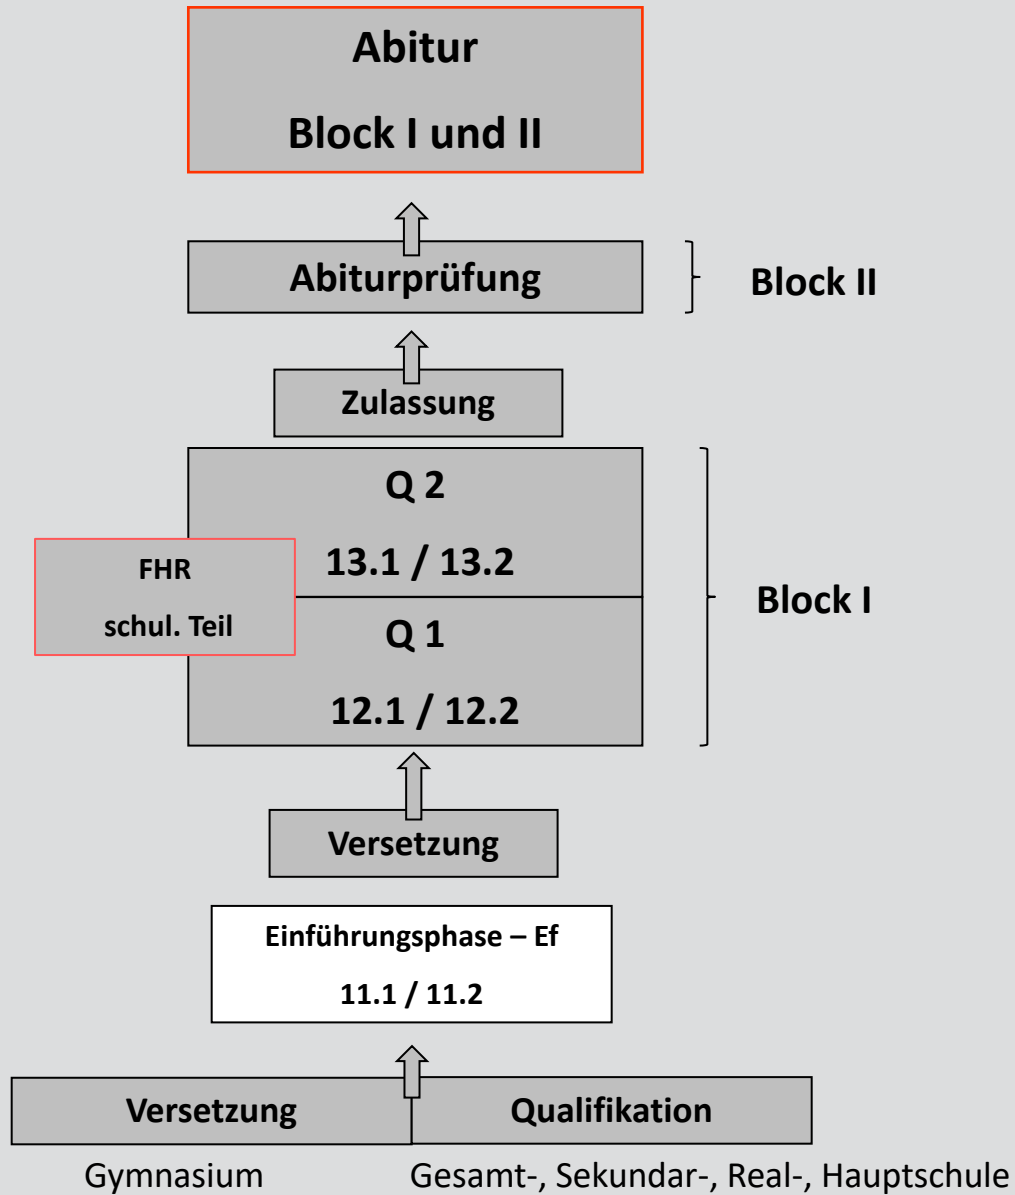 Abitur
Block I und II
Abiturprüfung
Block II
Zulassung
Q 2
13.1 / 13.2
FHR
schul. Teil
Block I
Q 1
12.1 / 12.2
Versetzung
Einführungsphase – Ef
11.1 / 11.2
Versetzung
Qualifikation
Gymnasium
Gesamt-, Sekundar-, Real-, Hauptschule